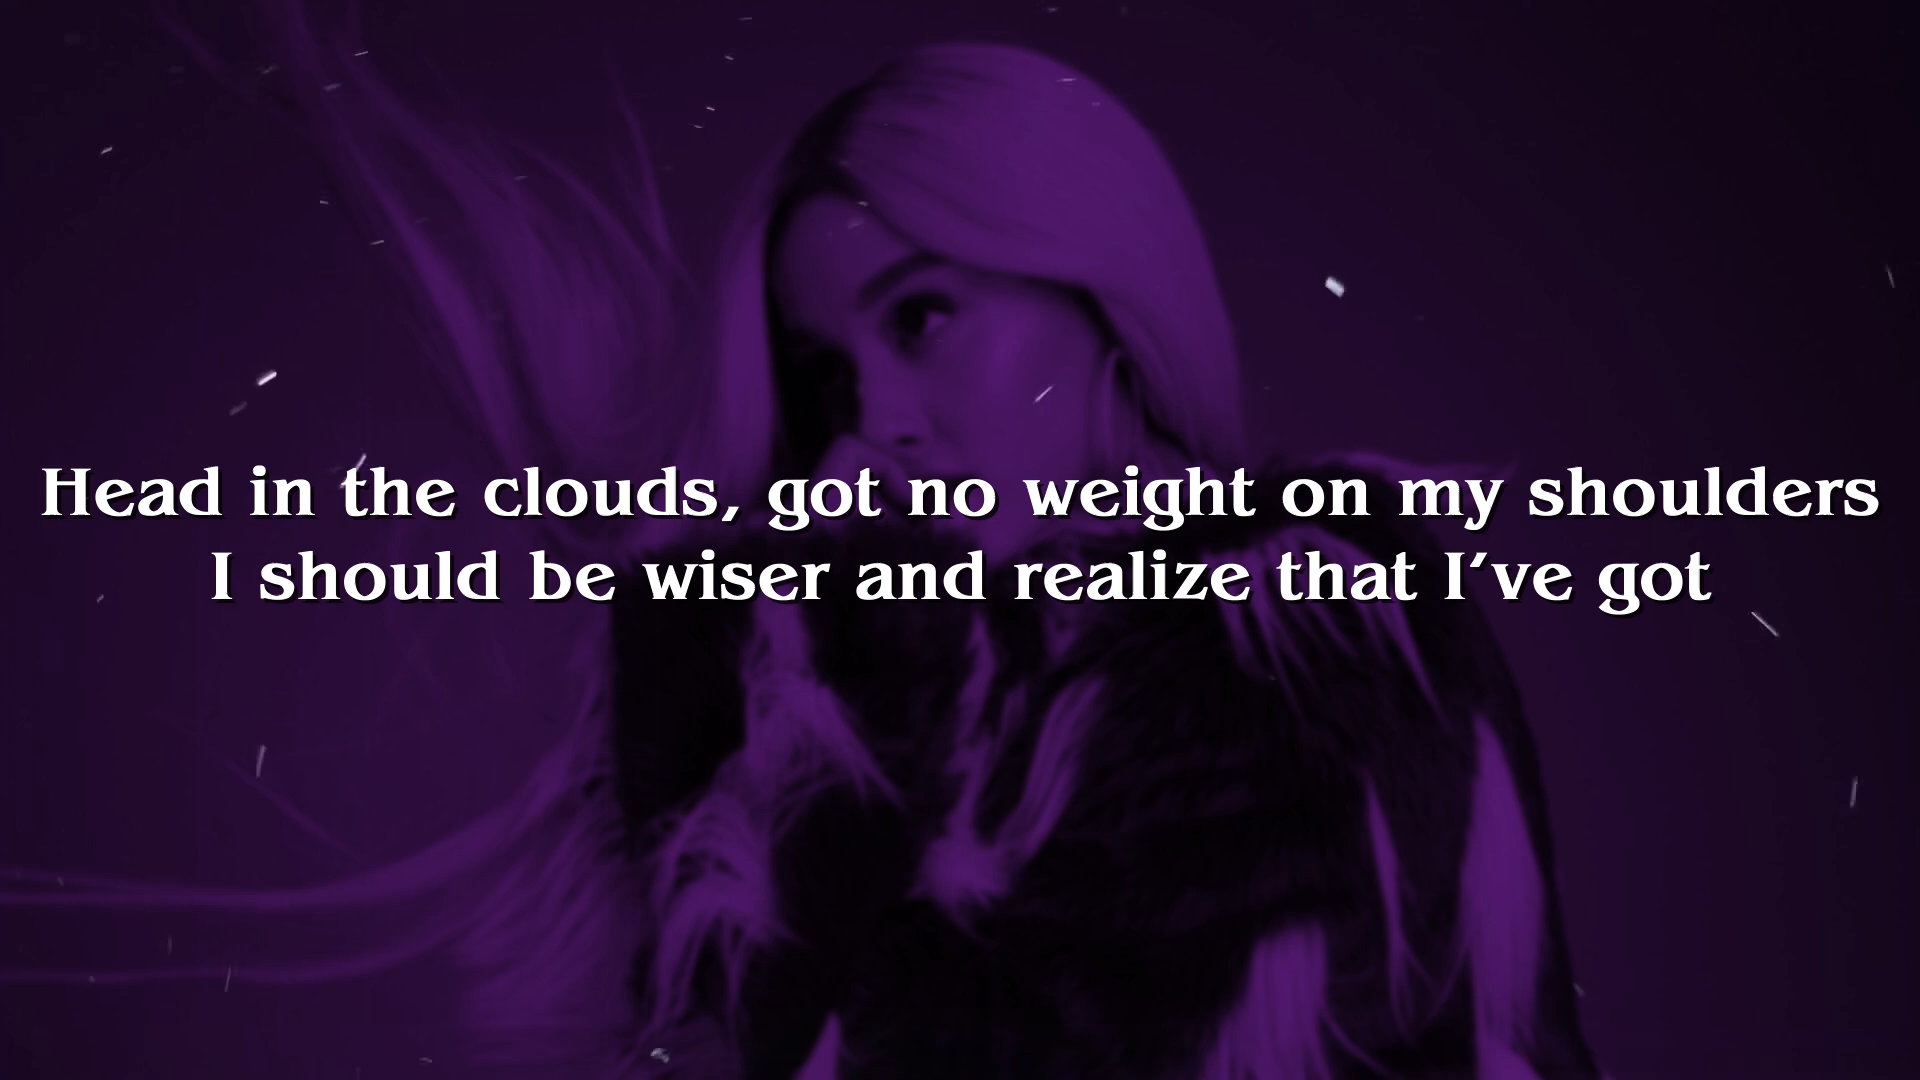 Head in the clouds, got no weight on my shoulders
I should be wiser and realize that I've got